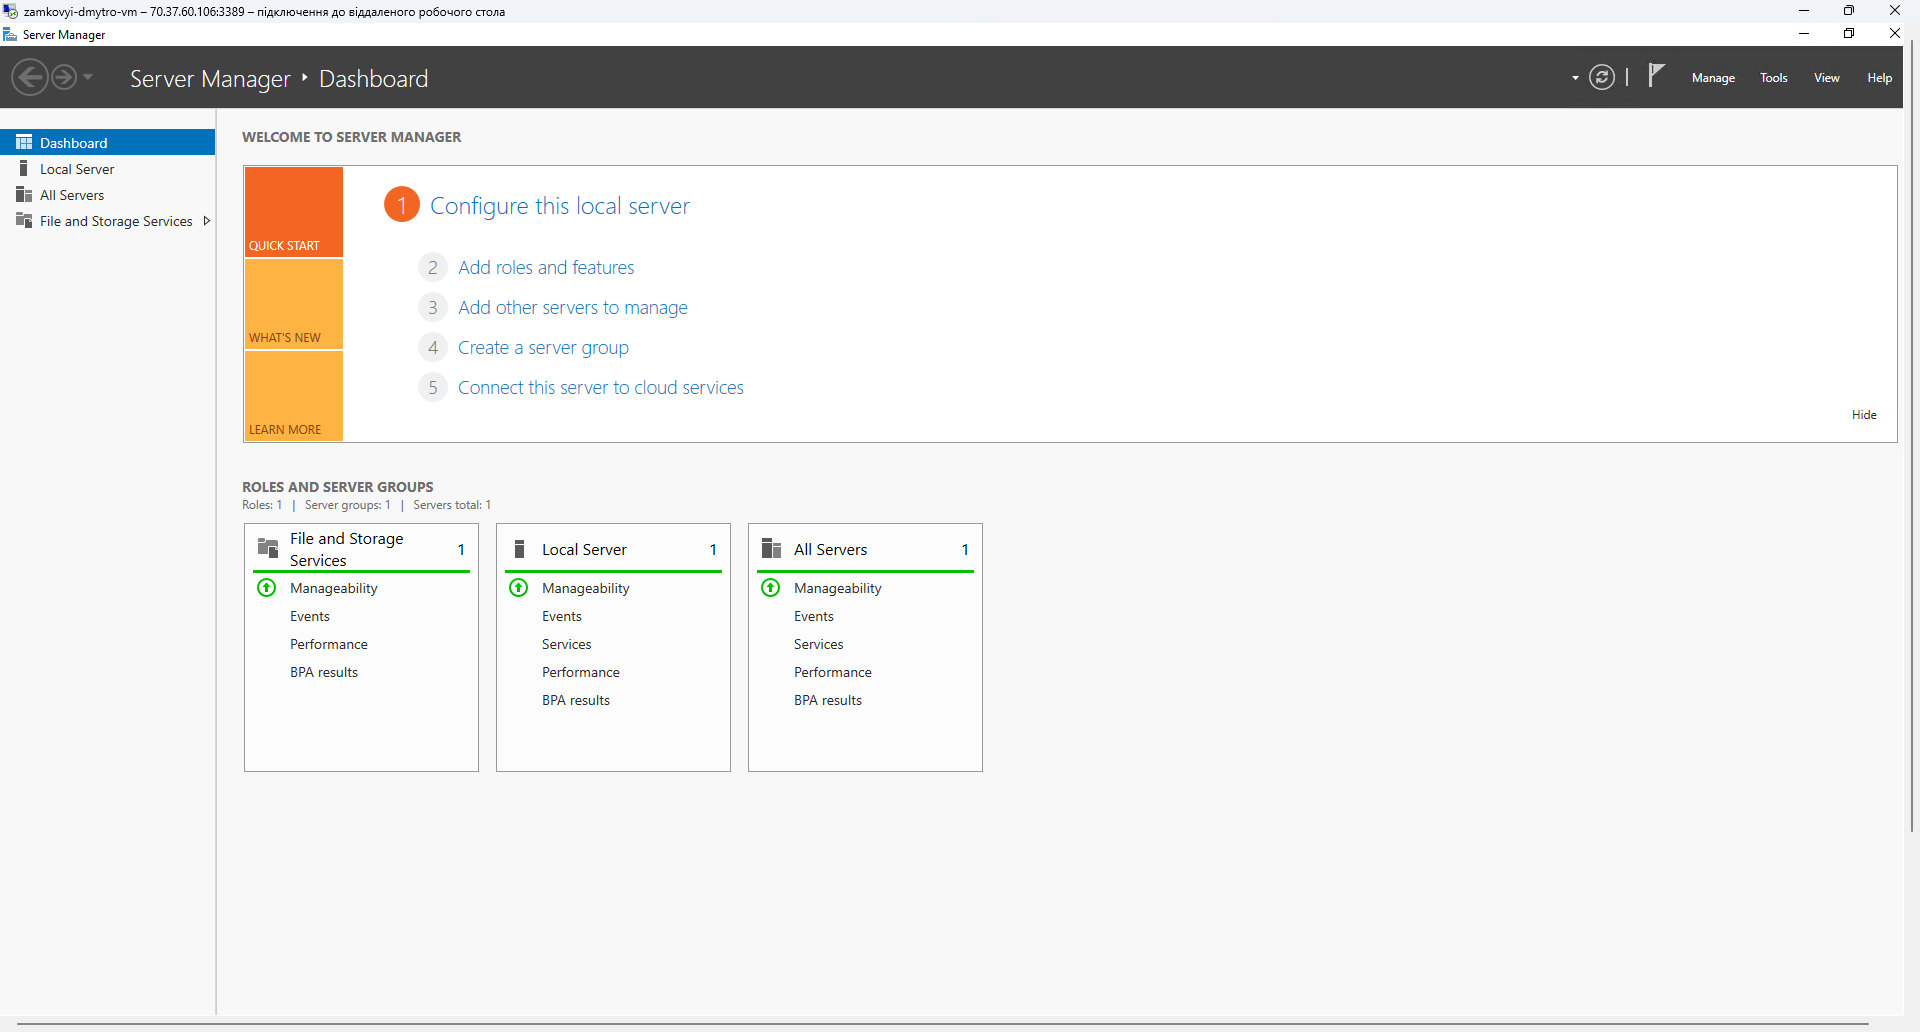 zamkovyi-dmytro-vm – 70.37.60.106:3389 – підключення до віддаленого робочого стола
Server Manager
Server Manager ‣ Dashboard
Manage Tools View Help
Dashboard
Local Server
All Servers
File and Storage Services
WELCOME TO SERVER MANAGER
QUICK START
WHAT'S NEW
LEARN MORE
1 Configure this local server
2 Add roles and features
3 Add other servers to manage
4 Create a server group
5 Connect this server to cloud services
Hide
ROLES AND SERVER GROUPS
Roles: 1 | Server groups: 1 | Servers total: 1
File and Storage
Services 1
Manageability
Events
Performance
BPA results
Local Server 1
Manageability
Events
Services
Performance
BPA results
All Servers 1
Manageability
Events
Services
Performance
BPA results